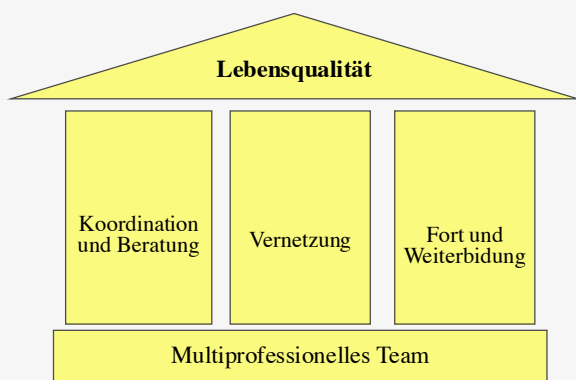 Lebensqualität
Koordination
und Beratung
Vernetzung
Fort und
Weiterbidung
Multiprofessionelles Team